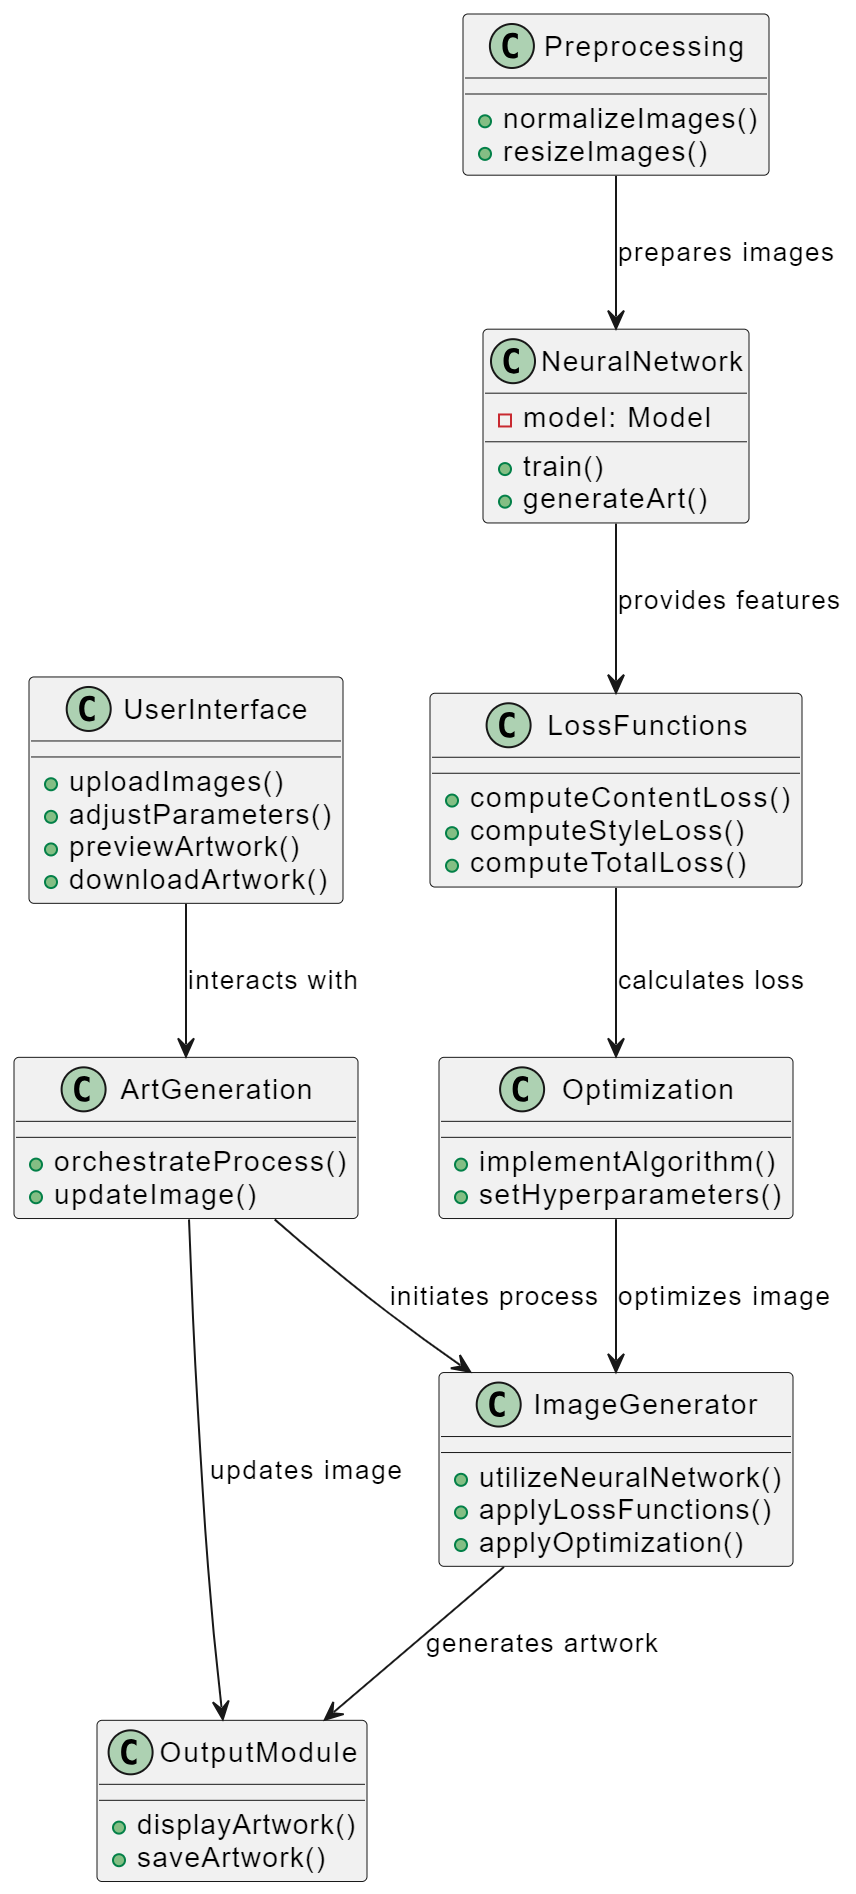 C Preprocessing
normalizeImages()
resizeImages()
prepares images
C NeuralNetwork
model: Model
train()
generateArt()
provides features
C UserInterface
uploadImages()
adjustParameters()
previewArtwork()
downloadArtwork()
C LossFunctions
computeContentLoss()
computeStyleLoss()
computeTotalLoss()
interacts with
calculates loss
C ArtGeneration
orchestrateProcess()
updateImage()
C Optimization
implementAlgorithm()
setHyperparameters()
initiates process
optimizes image
C ImageGenerator
utilizeNeuralNetwork()
applyLossFunctions()
applyOptimization()
updates image
generates artwork
C OutputModule
displayArtwork()
saveArtwork()